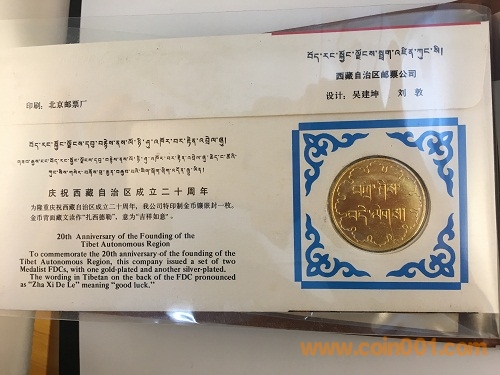 བོད་རང་སྐྱོང་ལྗོངས་སྦྲག་འཛིན་ཀུང་སི།
西藏自治区邮票公司
印刷：北京邮票厂
设计：吴建坤 刘敦
庆祝西藏自治区成立二十周年
为隆重庆祝西藏自治区成立二十周年，我公司特印制金币镶嵌封一枚。
金币背面藏文读作“扎西德勒”，意为“吉祥如意”。
20th Anniversary of the Founding of the
Tibet Autonomous Region
To commemorate the 20th anniversary of the founding of the
Tibet Autonomous Region, this company issued a set of two
Medalist FDCs, with one gold-plated and another silver-plated.
The wording in Tibetan on the back of the FDC pronounced
as "Zha Xi De Le" meaning "good luck."
བཀྲ་ཤིས་
བདེ་ལེགས།
www.coin001.com